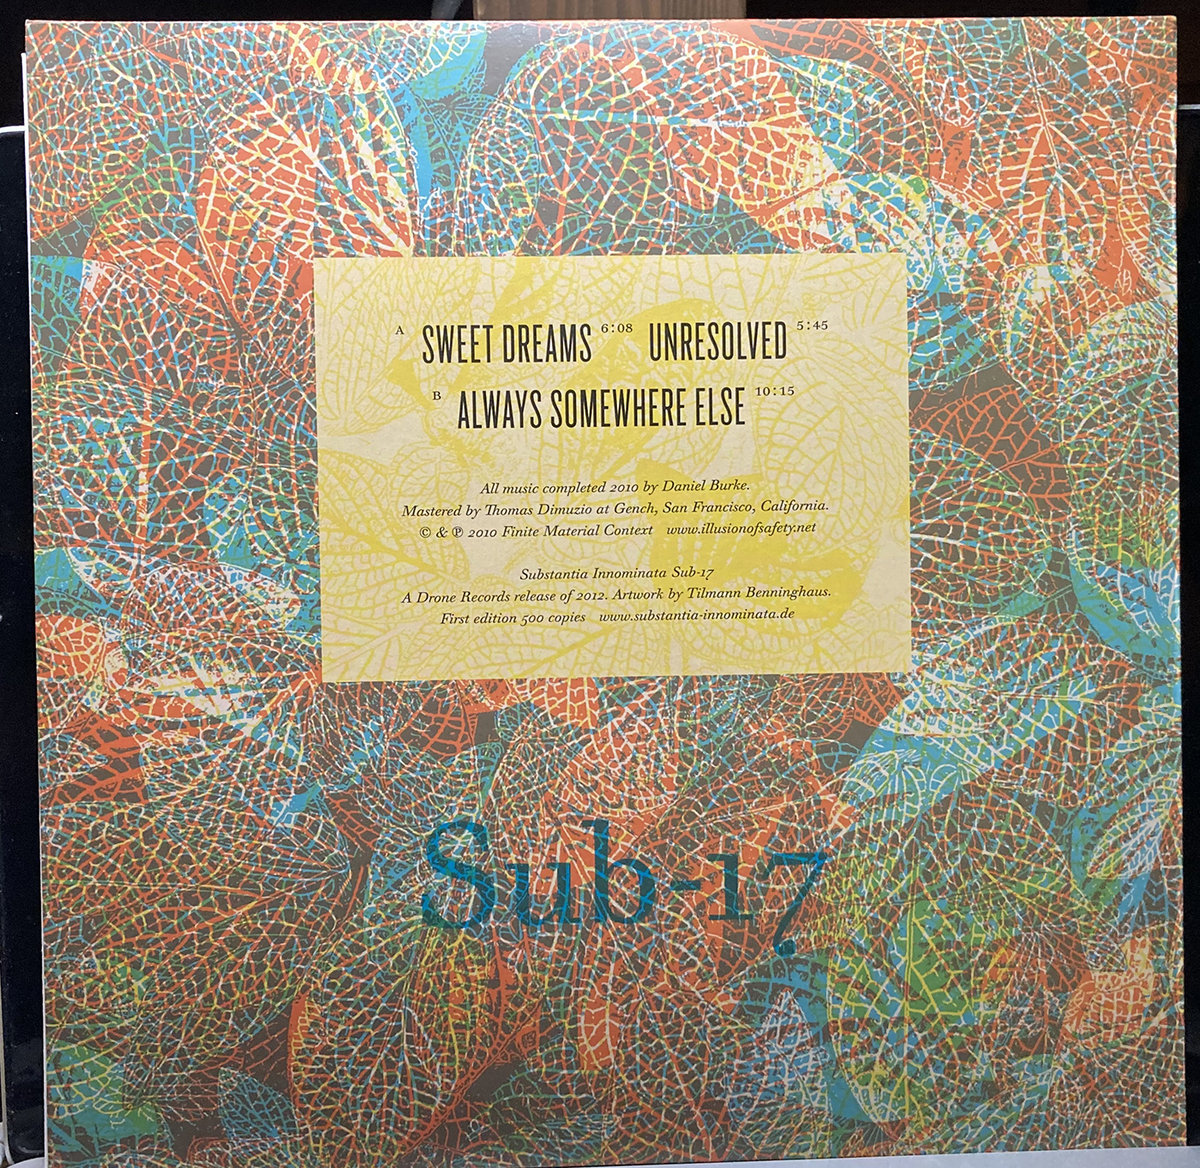 A SWEET DREAMS 6:08 UNRESOLVED 5:45
B ALWAYS SOMEWHERE ELSE 10:15
All music completed 2010 by Daniel Burke.
Mastered by Thomas Dimuzio at Gench, San Francisco, California.
© & ℗ 2010 Finite Material Context www.illusionofsafety.net
Substantia Innominata Sub-17
A Drone Records release of 2012. Artwork by Tilmann Benninghaus.
First edition 500 copies www.substantia-innominata.de
Sub-17